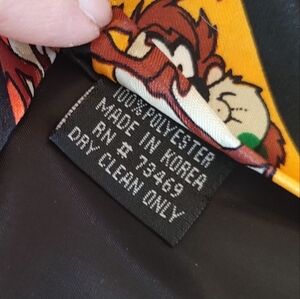 100% POLYESTER
MADE IN KOREA
RN # 73469
DRY CLEAN ONLY